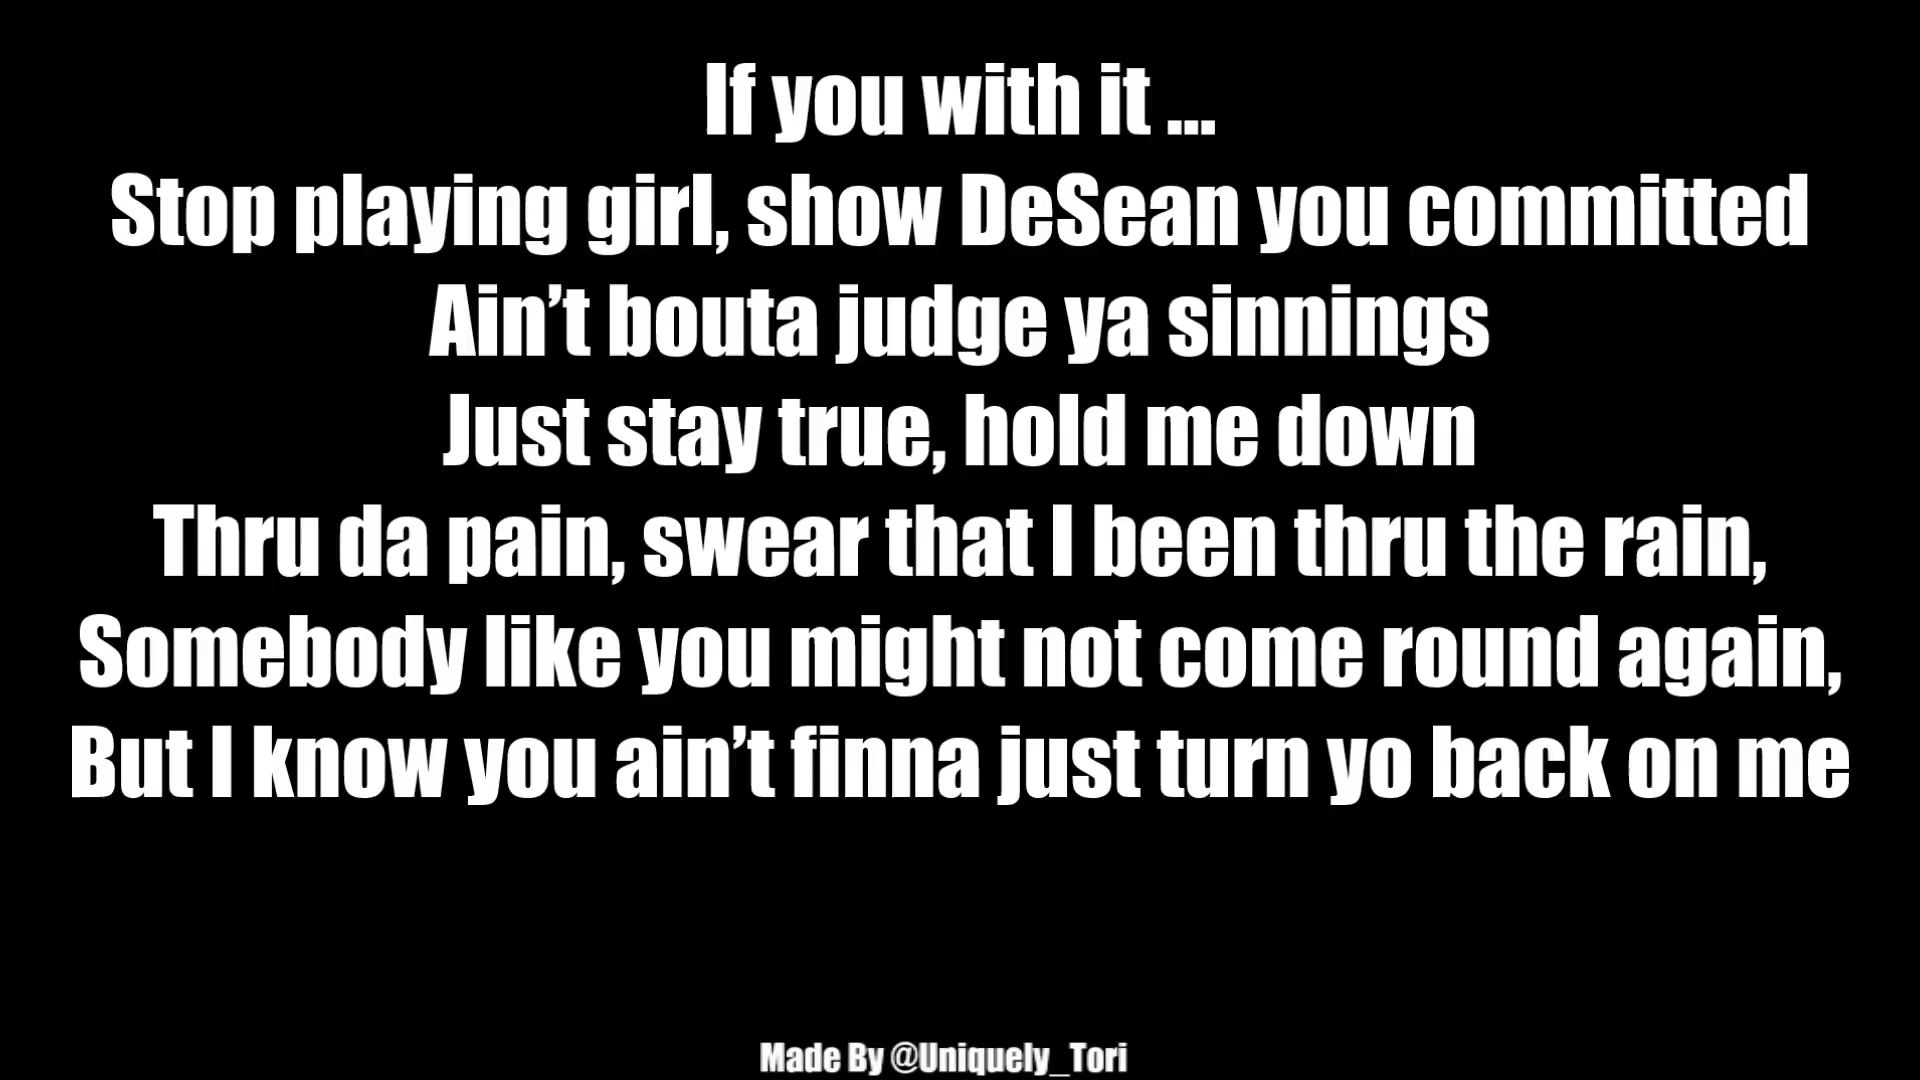 If you with it ...
Stop playing girl, show DeSean you committed
Ain’t bouta judge ya sinnings
Just stay true, hold me down
Thru da pain, swear that I been thru the rain,
Somebody like you might not come round again,
But I know you ain’t finna just turn yo back on me
Made By @Uniquely_Tori